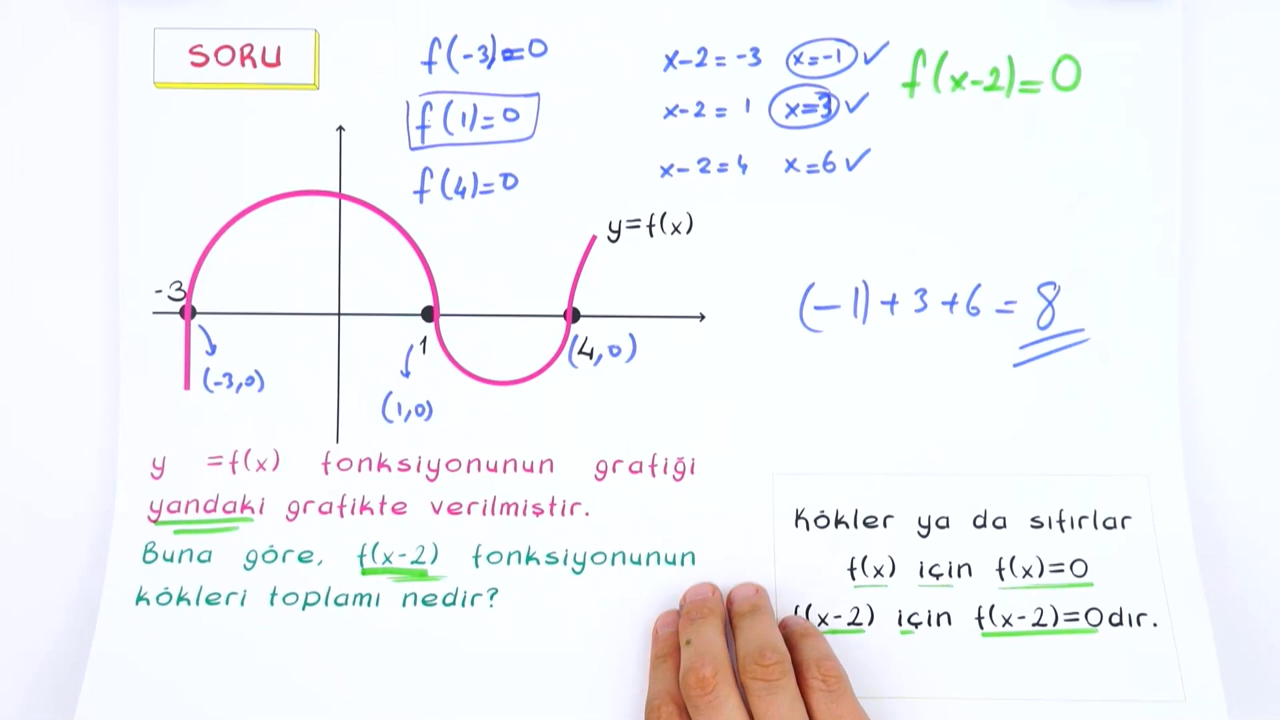 SORU
f(-3)=0
f(1)=0
f(4)=0
x-2=-3 x=-1 ✓
x-2=1 x=3 ✓
x-2=4 x=6 ✓
f(x-2)=0
y=f(x)
-3
1
(4,0)
(-3,0)
(1,0)
(-1)+3+6=8
y =f(x) fonksiyonunun grafiği
yandaki grafikte verilmiştir.
Buna göre, f(x-2) fonksiyonunun
kökleri toplamı nedir?
Kökler ya da sıfırlar
f(x) için f(x)=0
f(x-2) için f(x-2)=0dır.